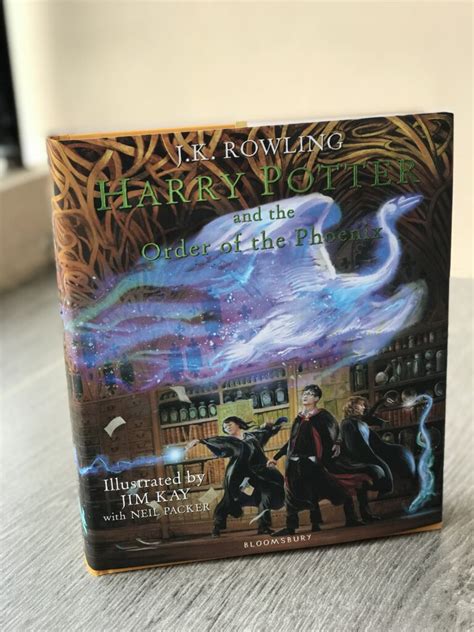 J.K. ROWLING
HARRY POTTER
and the
Order of the Phoenix
Illustrated by
JIM KAY
with NEIL PACKER
BLOOMSBURY